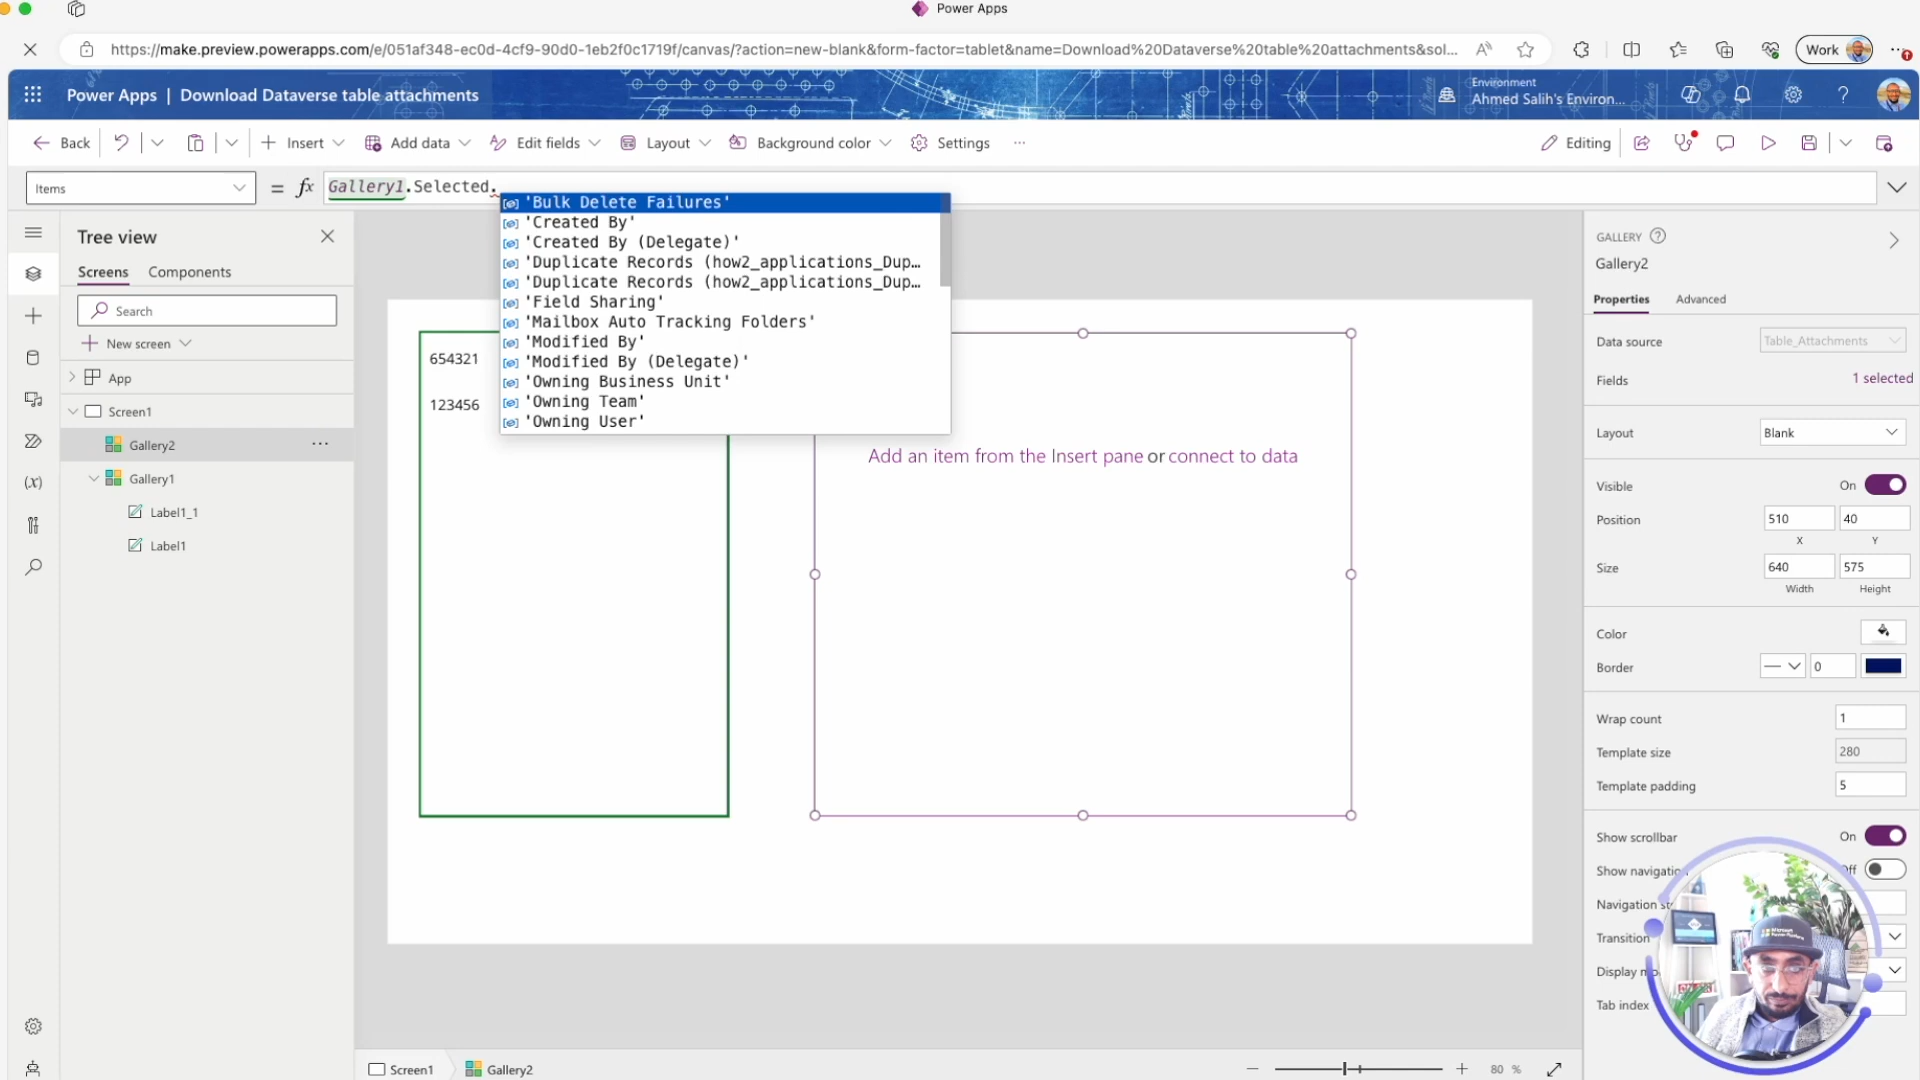 Power Apps
https://make.preview.powerapps.com/e/051af348-ec0d-4cf9-90d0-1eb2f0c1719f/canvas/?action=new-blank&form-factor=tablet&name=Download%20Dataverse%20table%20attachments&sol...
Work
Power Apps | Download Dataverse table attachments
Environment
Ahmed Salih's Environ...
Back
Insert
Add data
Edit fields
Layout
Background color
Settings
Editing
Items
= fx Gallery1.Selected.
'Bulk Delete Failures'
'Created By'
'Created By (Delegate)'
'Duplicate Records (how2_applications_Dup...
'Duplicate Records (how2_applications_Dup...
'Field Sharing'
'Mailbox Auto Tracking Folders'
'Modified By'
'Modified By (Delegate)'
'Owning Business Unit'
'Owning Team'
'Owning User'
Tree view
Screens Components
Search
New screen
App
Screen1
Gallery2
Gallery1
Label1_1
Label1
654321
123456
Add an item from the Insert pane or connect to data
GALLERY
Gallery2
Properties Advanced
Data source Table_Attachments
Fields 1 selected
Layout Blank
Visible On
Position 510 40
X Y
Size 640 575
Width Height
Color
Border 0
Wrap count 1
Template size 280
Template padding 5
Show scrollbar On
Show navigation
Navigation st
Transition
Display mo
Tab index
Screen1
Gallery2
80 %